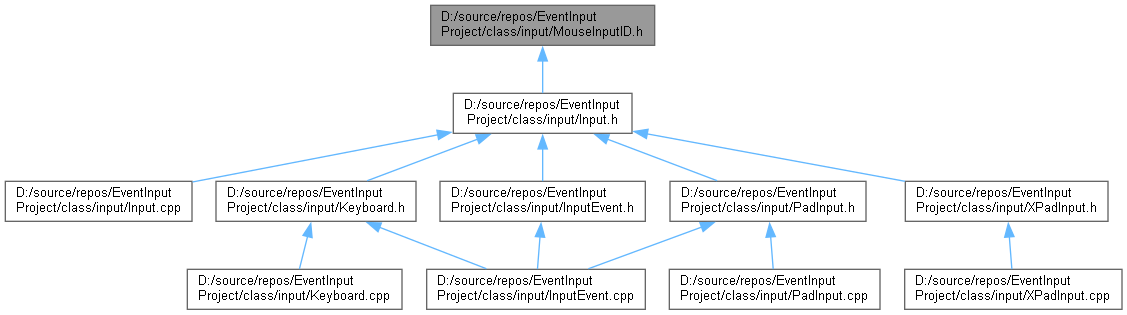 D:/source/repos/EventInput
Project/class/input/MouseInputID.h
D:/source/repos/EventInput
Project/class/input/Input.h
D:/source/repos/EventInput
Project/class/input/Input.cpp
D:/source/repos/EventInput
Project/class/input/Keyboard.h
D:/source/repos/EventInput
Project/class/input/InputEvent.h
D:/source/repos/EventInput
Project/class/input/PadInput.h
D:/source/repos/EventInput
Project/class/input/XPadInput.h
D:/source/repos/EventInput
Project/class/input/Keyboard.cpp
D:/source/repos/EventInput
Project/class/input/InputEvent.cpp
D:/source/repos/EventInput
Project/class/input/PadInput.cpp
D:/source/repos/EventInput
Project/class/input/XPadInput.cpp